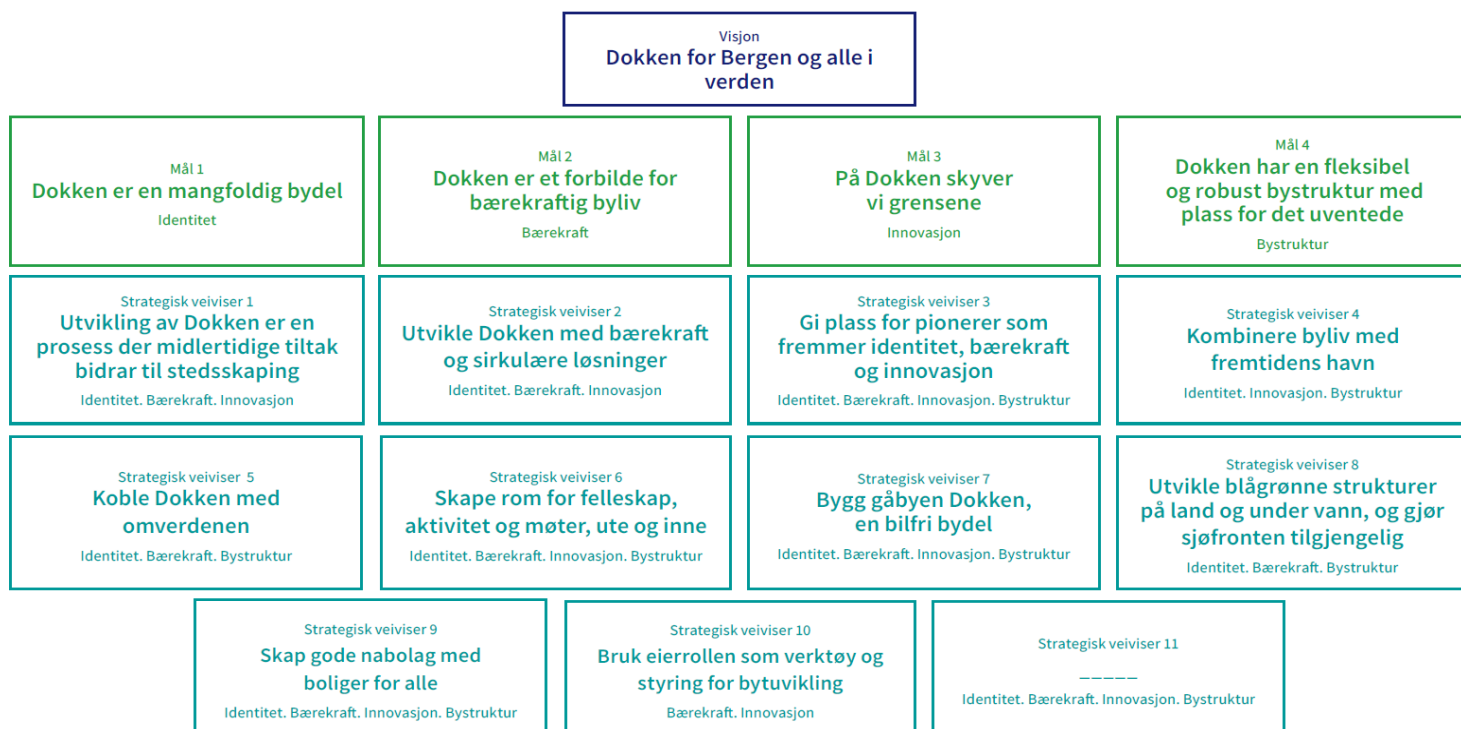 Visjon
Dokken for Bergen og alle i
verden
Mål 1
Dokken er en mangfoldig bydel
Identitet
Mål 2
Dokken er et forbilde for
bærekraftig byliv
Bærekraft
Mål 3
På Dokken skyver
vi grensene
Innovasjon
Mål 4
Dokken har en fleksibel
og robust bystruktur med
plass for det uventede
Bystruktur
Strategisk veiviser 1
Utvikling av Dokken er en
prosess der midlertidige tiltak
bidrar til stedsskaping
Identitet. Bærekraft. Innovasjon
Strategisk veiviser 2
Utvikle Dokken med bærekraft
og sirkulære løsninger
Identitet. Bærekraft. Innovasjon
Strategisk veiviser 3
Gi plass for pionerer som
fremmer identitet, bærekraft
og innovasjon
Identitet. Bærekraft. Innovasjon. Bystruktur
Strategisk veiviser 4
Kombinere byliv med
fremtidens havn
Identitet. Innovasjon. Bystruktur
Strategisk veiviser 5
Koble Dokken med
omverdenen
Identitet. Bærekraft. Bystruktur
Strategisk veiviser 6
Skape rom for felleskap,
aktivitet og møter, ute og inne
Identitet. Bærekraft. Innovasjon. Bystruktur
Strategisk veiviser 7
Bygg gåbyen Dokken,
en bilfri bydel
Identitet. Bærekraft. Innovasjon. Bystruktur
Strategisk veiviser 8
Utvikle blågrønne strukturer
på land og under vann, og gjør
sjøfronten tilgjengelig
Identitet. Bærekraft. Bystruktur
Strategisk veiviser 9
Skap gode nabolag med
boliger for alle
Identitet. Bærekraft. Innovasjon. Bystruktur
Strategisk veiviser 10
Bruk eierrollen som verktøy og
styring for bytuvikling
Bærekraft. Innovasjon
Strategisk veiviser 11
_____
Identitet. Bærekraft. Innovasjon. Bystruktur